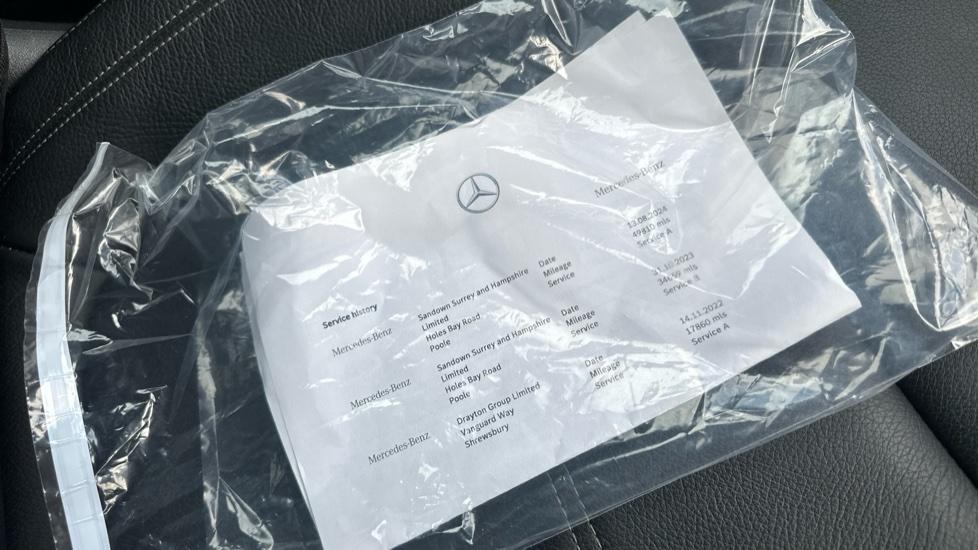 Mercedes-Benz
Service history
Mercedes-Benz
Sandown Surrey and Hampshire
Limited
Holes Bay Road
Poole
Date
Mileage
Service
13.08.2024
49810 mls
Service A
Mercedes-Benz
Sandown Surrey and Hampshire
Limited
Holes Bay Road
Poole
Date
Mileage
Service
mls
Service B
Mercedes-Benz
Drayton Group Limited
Vanguard Way
Shrewsbury
Date
Mileage
Service
14.11.2022
17860 mls
Service A